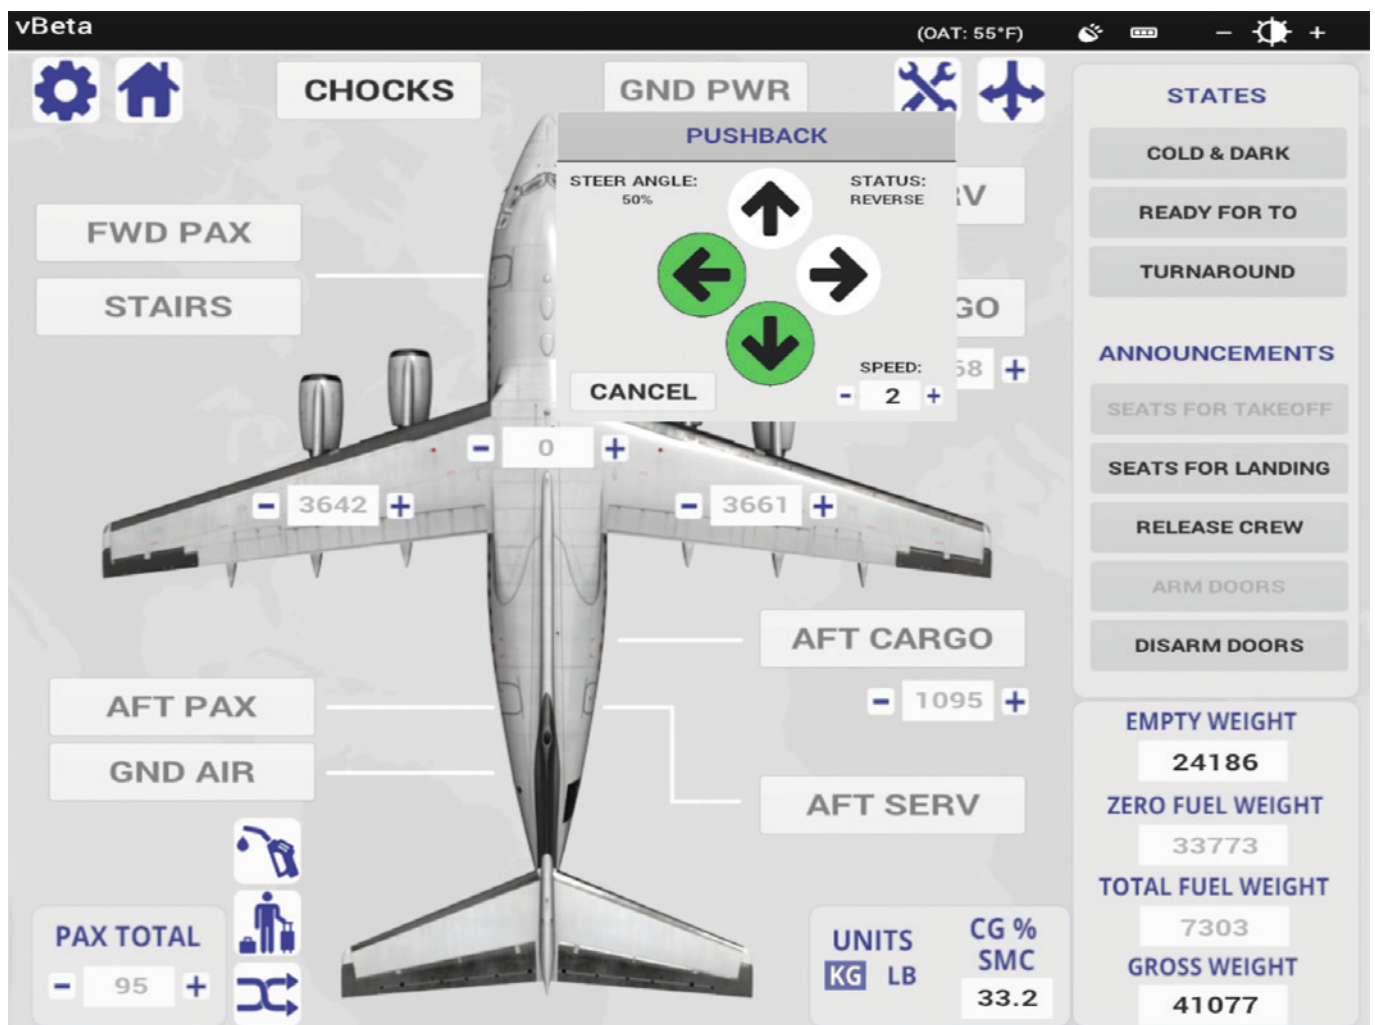 vBeta
(OAT: 55°F)
− +
CHOCKS
GND PWR
PUSHBACK
STEER ANGLE:
50%
STATUS:
REVERSE
RV
FWD PAX
STAIRS
GO
SPEED:
68 +
CANCEL
- 2 +
- 0 +
- 3642 +
- 3661 +
AFT CARGO
- 1095 +
AFT PAX
GND AIR
AFT SERV
PAX TOTAL
- 95 +
UNITS
KG LB
CG %
SMC
33.2
STATES
COLD & DARK
READY FOR TO
TURNAROUND
ANNOUNCEMENTS
SEATS FOR TAKEOFF
SEATS FOR LANDING
RELEASE CREW
ARM DOORS
DISARM DOORS
EMPTY WEIGHT
24186
ZERO FUEL WEIGHT
33773
TOTAL FUEL WEIGHT
7303
GROSS WEIGHT
41077